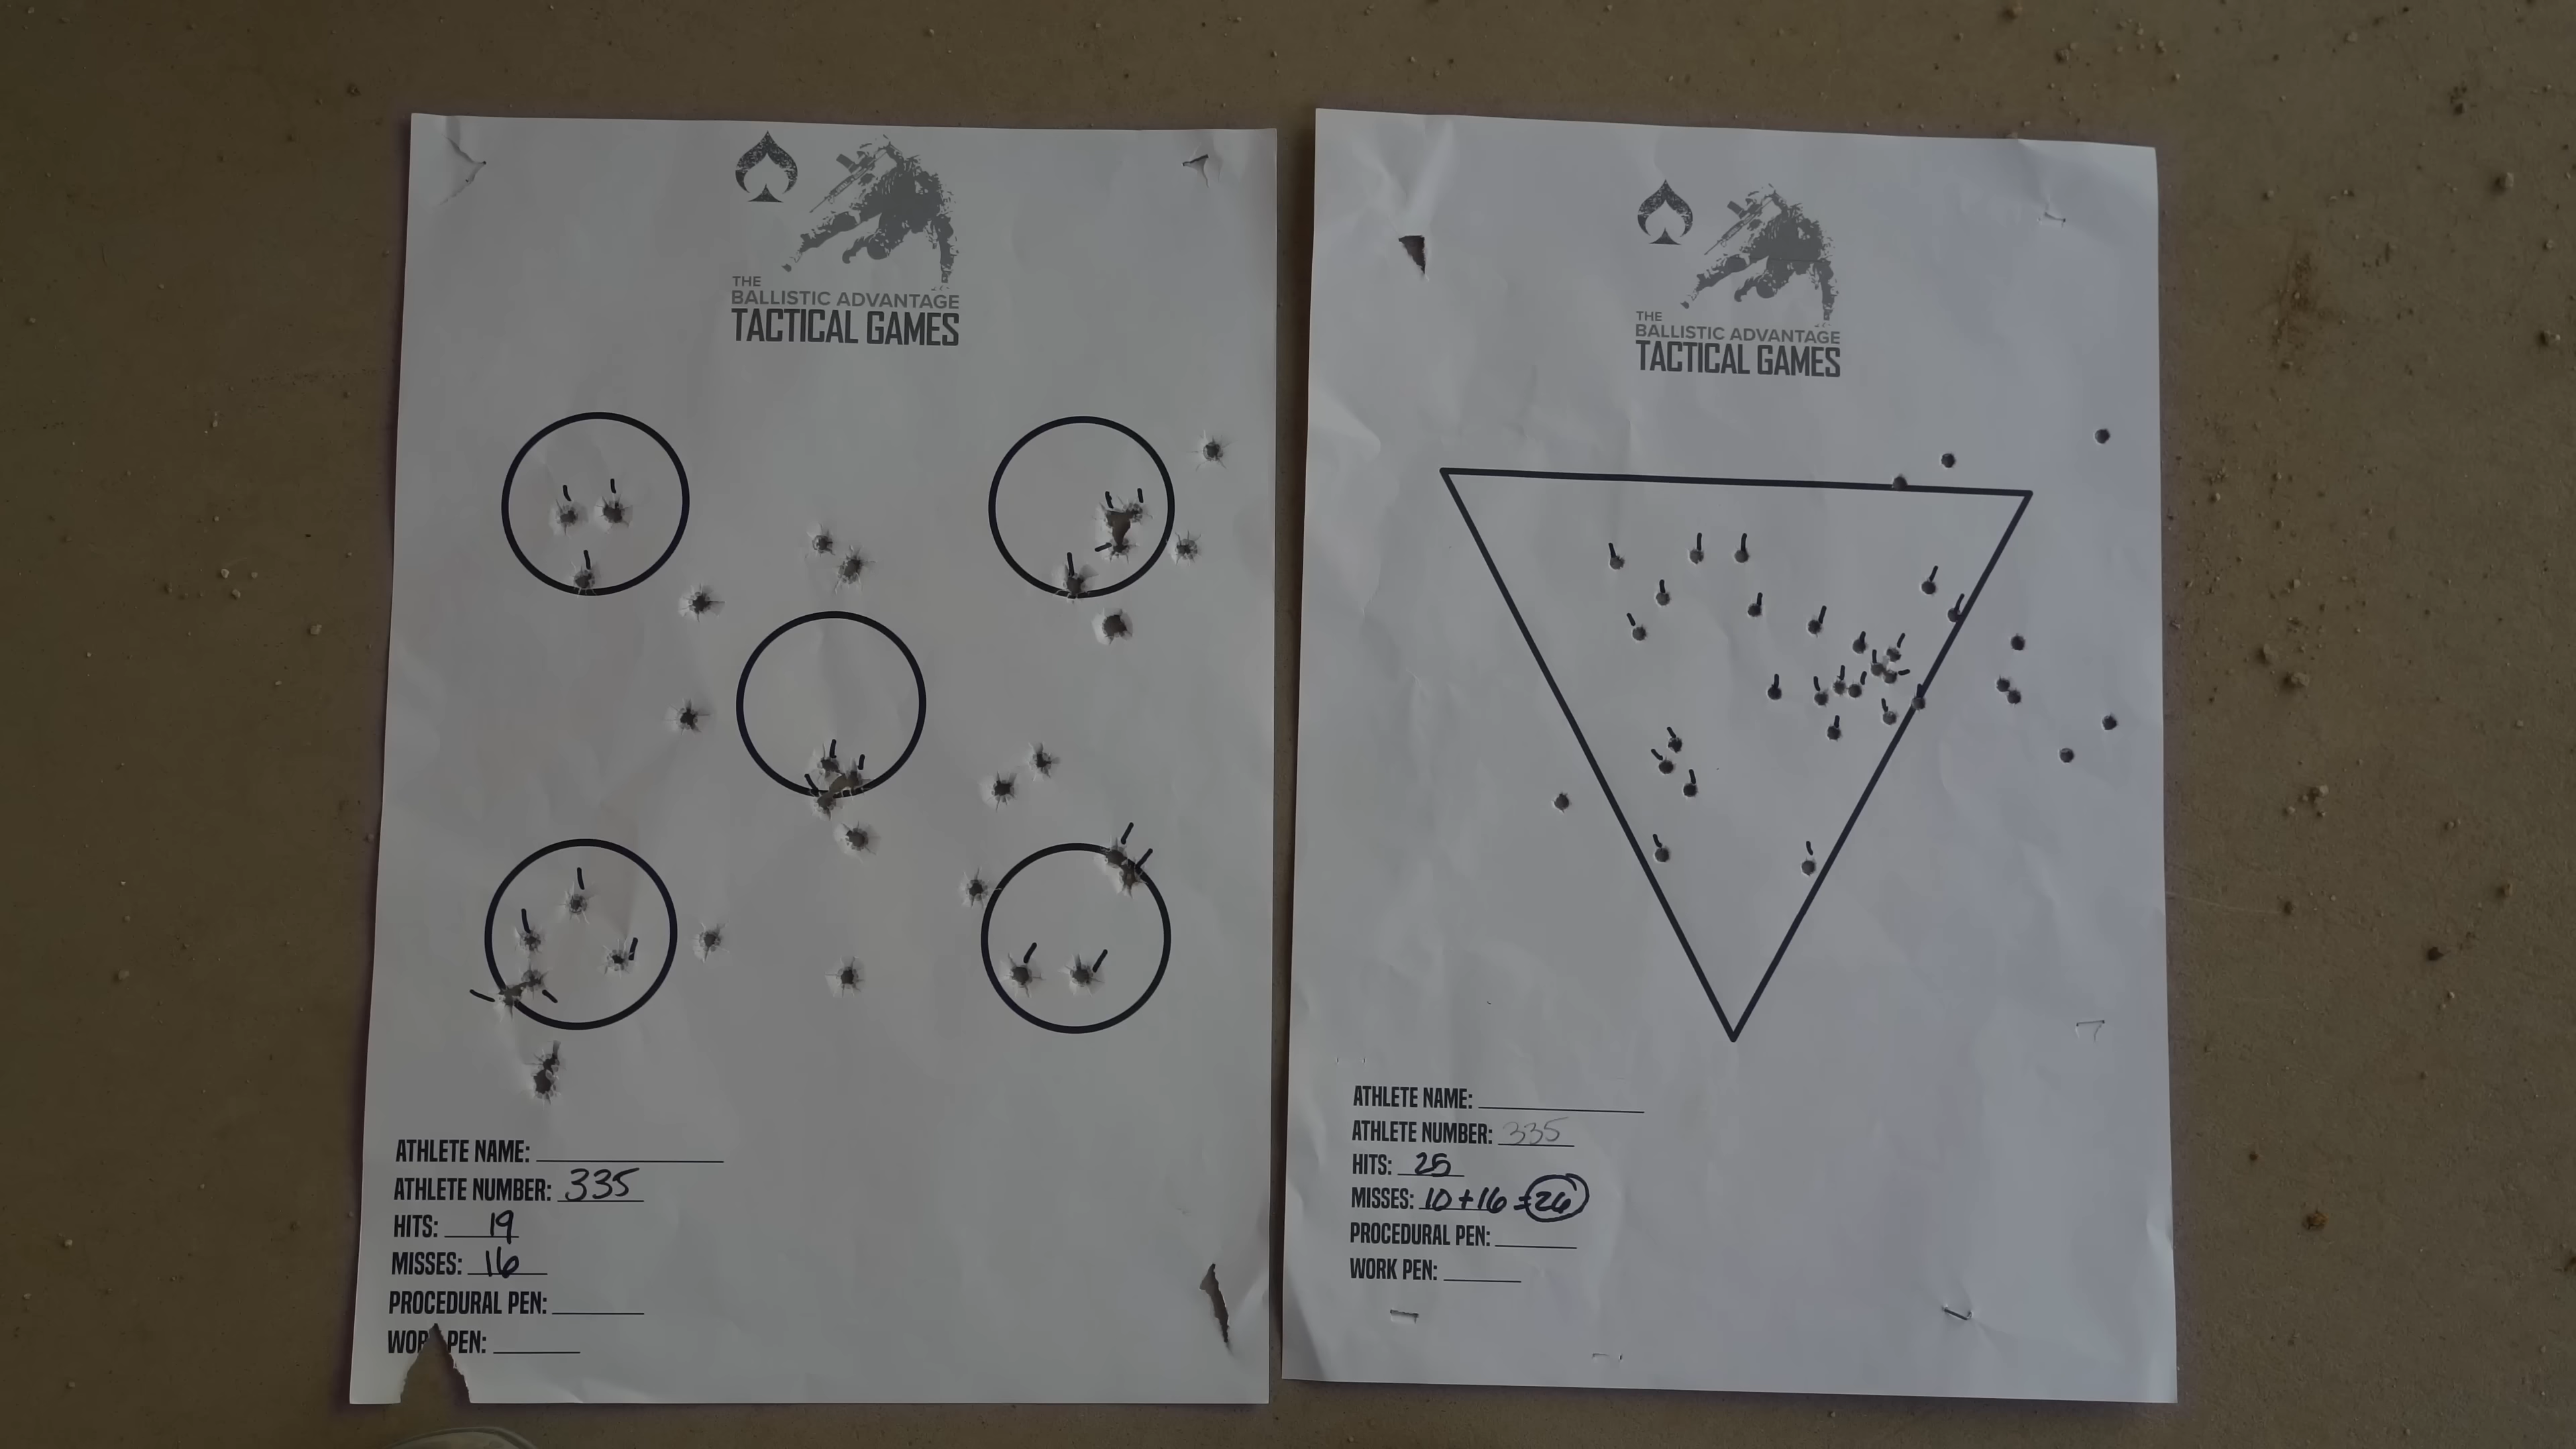 THE
BALLISTIC ADVANTAGE
TACTICAL GAMES
ATHLETE NAME:
ATHLETE NUMBER: 335
HITS: 19
MISSES: 16
PROCEDURAL PEN:
PEN:
THE
BALLISTIC ADVANTAGE
TACTICAL GAMES
ATHLETE NAME:
ATHLETE NUMBER: 335
HITS: 25
MISSES: 10+16=26
PROCEDURAL PEN:
WORK PEN: